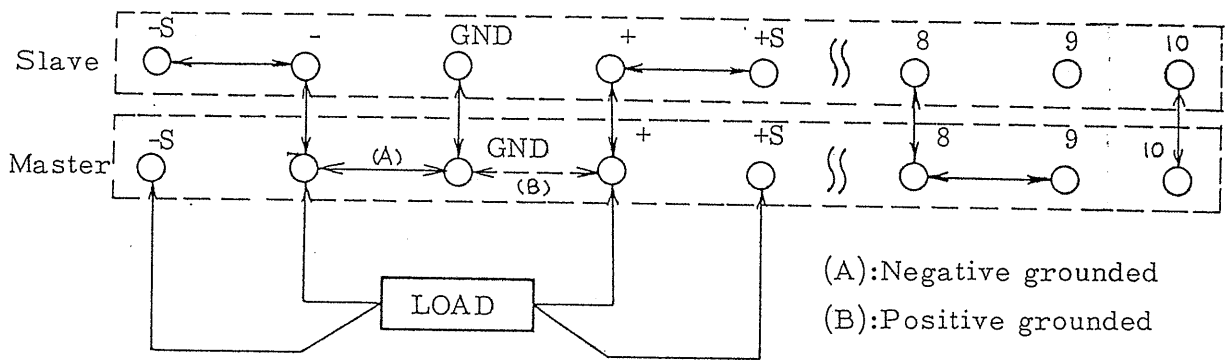 -S - GND + +S 8 9 10
Slave
-S - GND + +S 8 9 10
Master
(A) (B)
LOAD
(A):Negative grounded
(B):Positive grounded